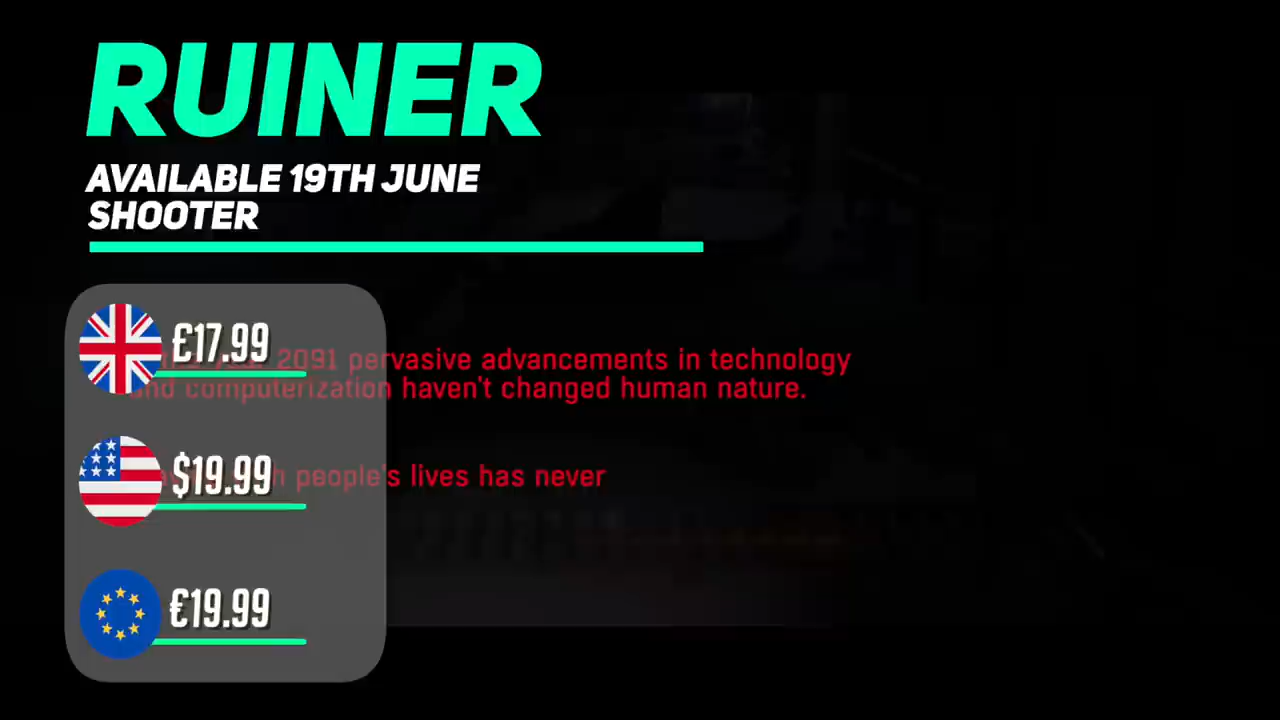 RUINER
AVAILABLE 19TH JUNE
SHOOTER
£17.99
2091 pervasive advancements in technology
and computerization haven't changed human nature.
$19.99
people's lives has never
€19.99